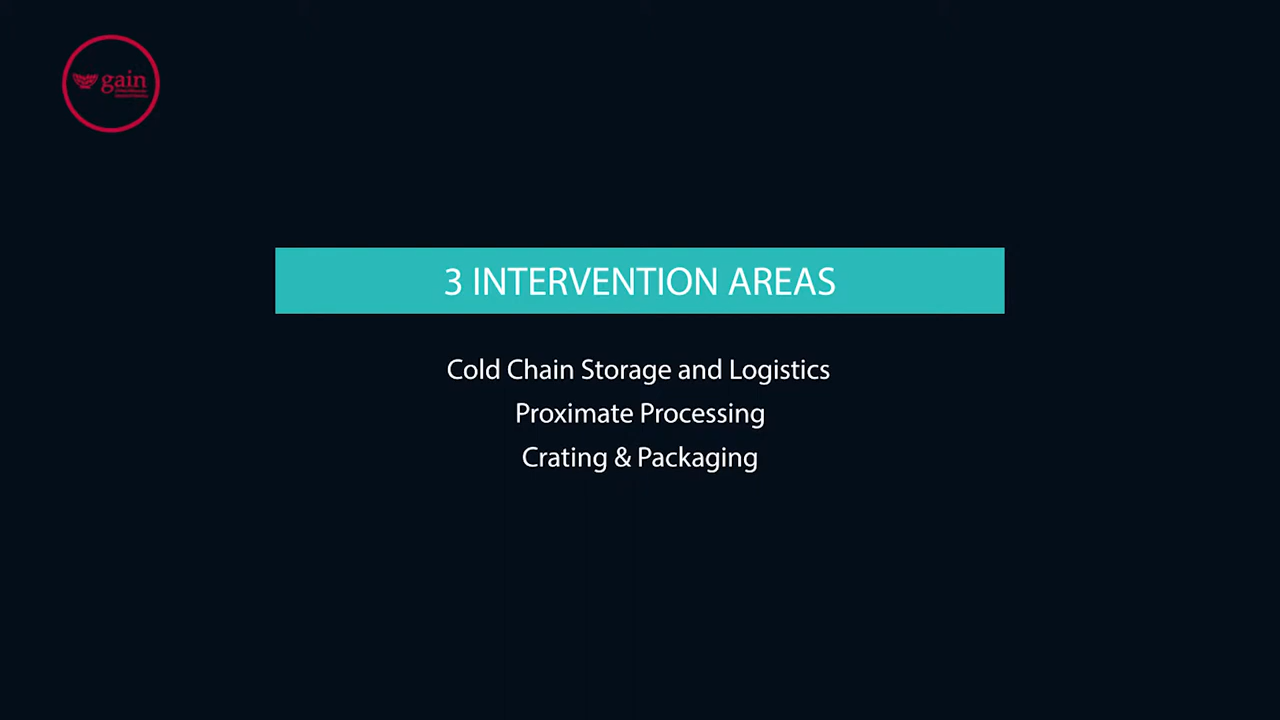 gain
3 INTERVENTION AREAS
Cold Chain Storage and Logistics
Proximate Processing
Crating & Packaging